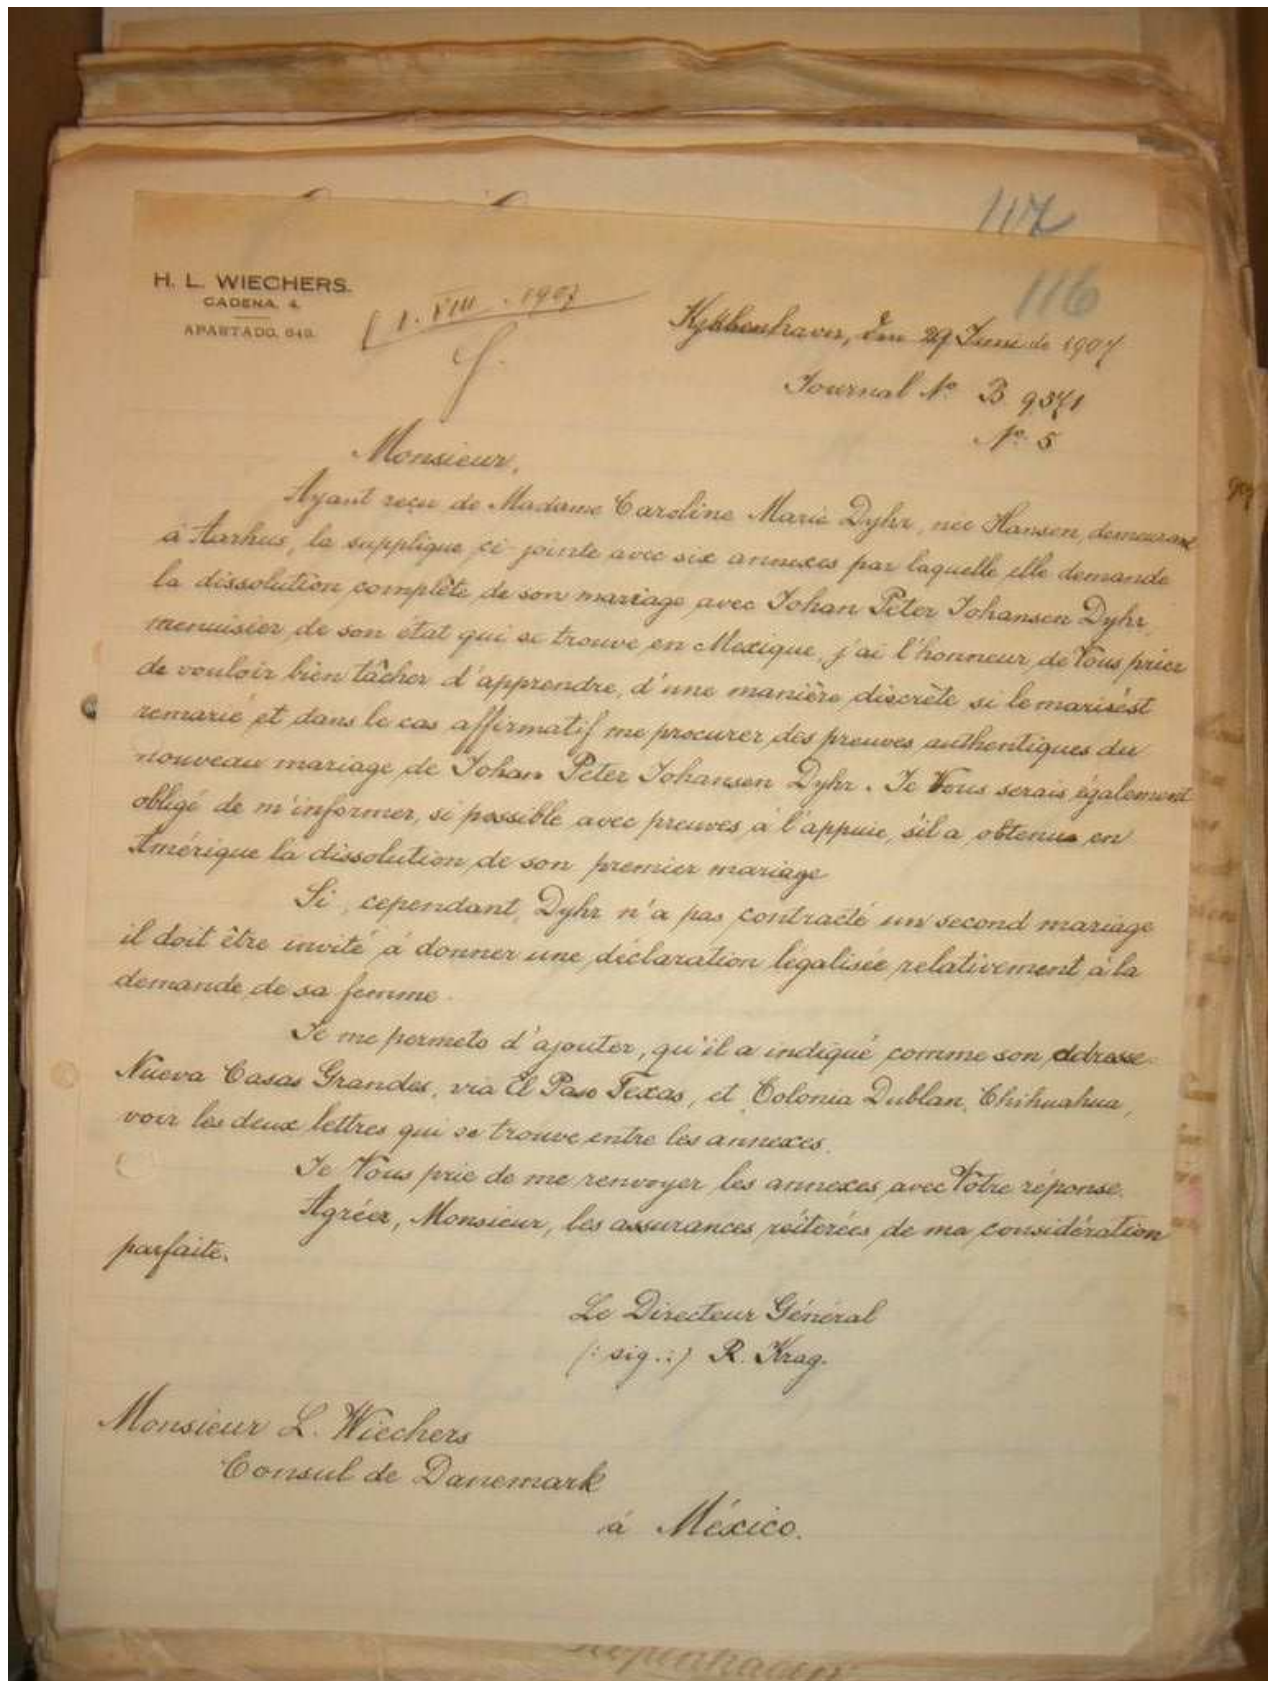 117
116
H. L. WIECHERS.
CADENA, 4.
APARTADO, 649.
1. VIII. 1907
Kjøbenhavn, den 29 Juni de 1907
Journal No. B. 9571
No. 5
Monsieur,
Ayant reçu de Madame Caroline Marie Dyhr, née Hansen, demeurant
à Aarhus, la supplique ci-jointe avec six annexes par laquelle elle demande
la dissolution complète de son mariage avec Johan Peter Johansen Dyhr,
menuisier de son état qui se trouve en Mexique, j'ai l'honneur de Vous prier
de vouloir bien tâcher d'apprendre, d'une manière discrète si le mari s'est
remarié et dans le cas affirmatif me procurer des preuves authentiques du
nouveau mariage de Johan Peter Johansen Dyhr. Je Vous serais également
obligé de m'informer, si possible avec preuves à l'appuie, s'il a obtenue en
Amérique la dissolution de son premier mariage
Si, cependant, Dyhr n'a pas contracté un second mariage
il doit être invité à donner une déclaration légalisée relativement à la
demande de sa femme.
Je me permets d'ajouter, qu'il a indiqué comme son adresse
Nueva Casas Grandes, via El Paso Texas, et Colonia Dublan, Chihuahua,
voir les deux lettres qui se trouve entre les annexes.
Je Vous prie de me renvoyer les annexes avec Votre réponse.
Agréer, Monsieur, les assurances réiterées de ma considération
parfaite.
Le Directeur Général
(: sig.:) R. Krag.
Monsieur L. Wiechers
Consul de Danemark
à México.